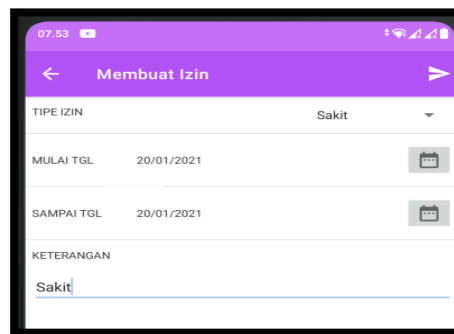 07.53
Membuat Izin
TIPE IZIN Sakit
MULAI TGL 20/01/2021
SAMPAI TGL 20/01/2021
KETERANGAN
Sakit